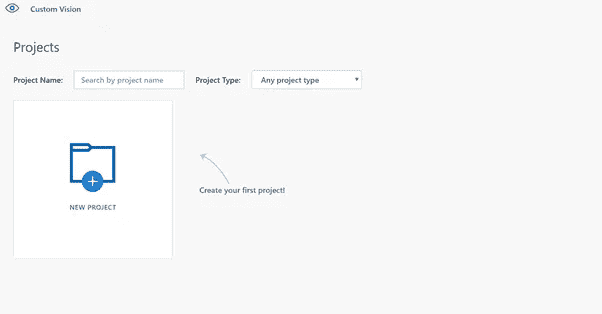 Custom Vision
Projects
Project Name: Search by project name Project Type: Any project type
Create your first project!
NEW PROJECT